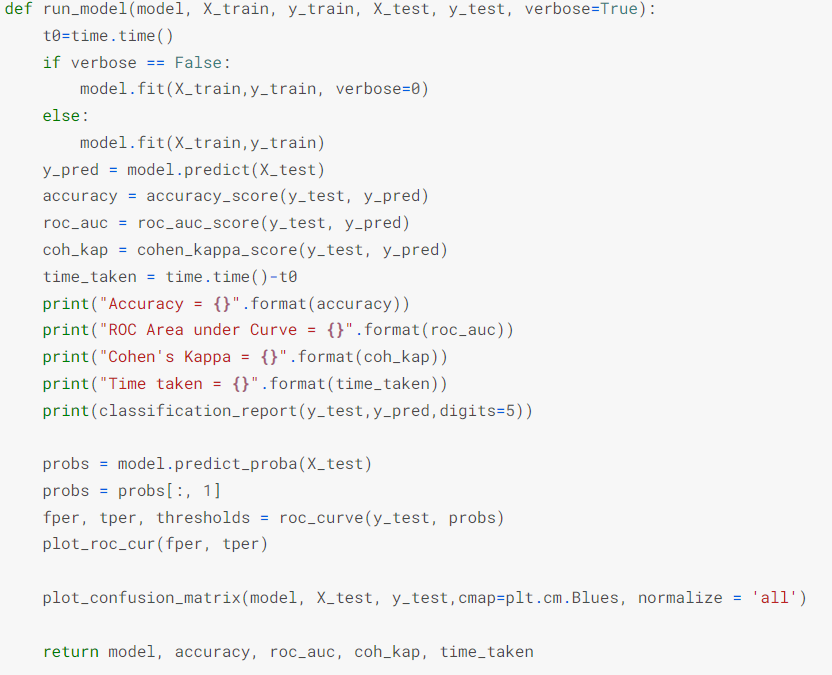 def run_model(model, X_train, y_train, X_test, y_test, verbose=True):
    t0=time.time()
    if verbose == False:
        model.fit(X_train,y_train, verbose=0)
    else:
        model.fit(X_train,y_train)
    y_pred = model.predict(X_test)
    accuracy = accuracy_score(y_test, y_pred)
    roc_auc = roc_auc_score(y_test, y_pred)
    coh_kap = cohen_kappa_score(y_test, y_pred)
    time_taken = time.time()-t0
    print("Accuracy = {}".format(accuracy))
    print("ROC Area under Curve = {}".format(roc_auc))
    print("Cohen's Kappa = {}".format(coh_kap))
    print("Time taken = {}".format(time_taken))
    print(classification_report(y_test,y_pred,digits=5))

    probs = model.predict_proba(X_test)
    probs = probs[:, 1]
    fper, tper, thresholds = roc_curve(y_test, probs)
    plot_roc_cur(fper, tper)

    plot_confusion_matrix(model, X_test, y_test,cmap=plt.cm.Blues, normalize = 'all')

    return model, accuracy, roc_auc, coh_kap, time_taken